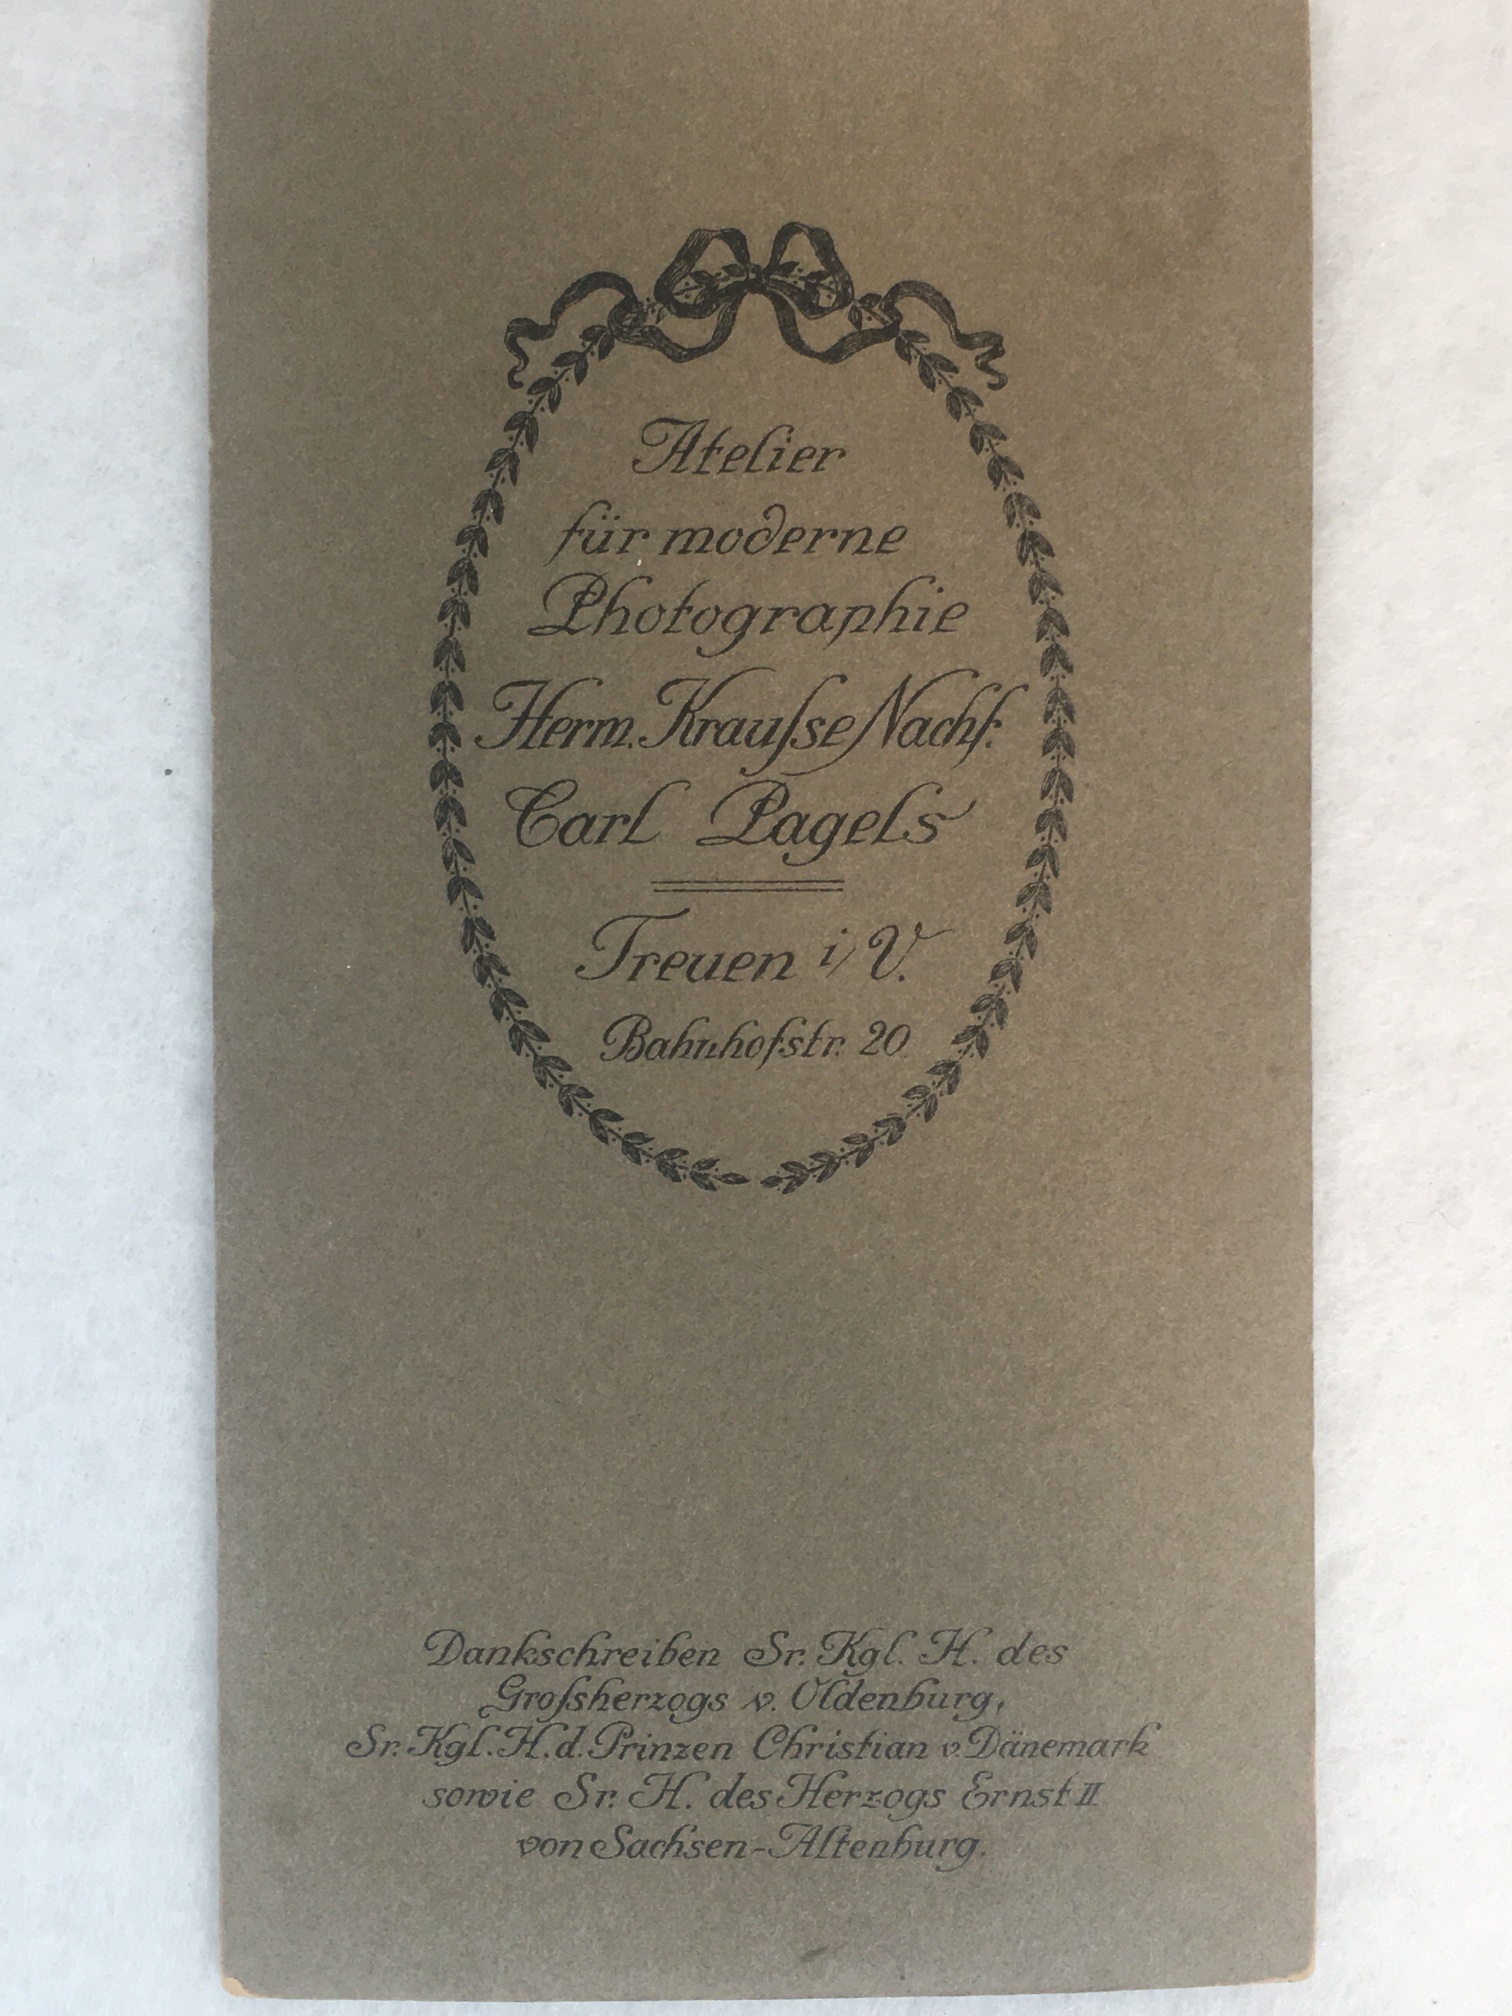 Atelier
für moderne
Photographie
Herm. Krauſse Nachf.
Carl Pagels
Treuen i/V.
Bahnhofstr. 20
Dankschreiben Sr. Kgl. H. des
Groſsherzogs v. Oldenburg,
Sr. Kgl. H. d. Prinzen Christian v. Dänemark
sowie Sr. H. des Herzogs Ernst II
von Sachsen-Altenburg.